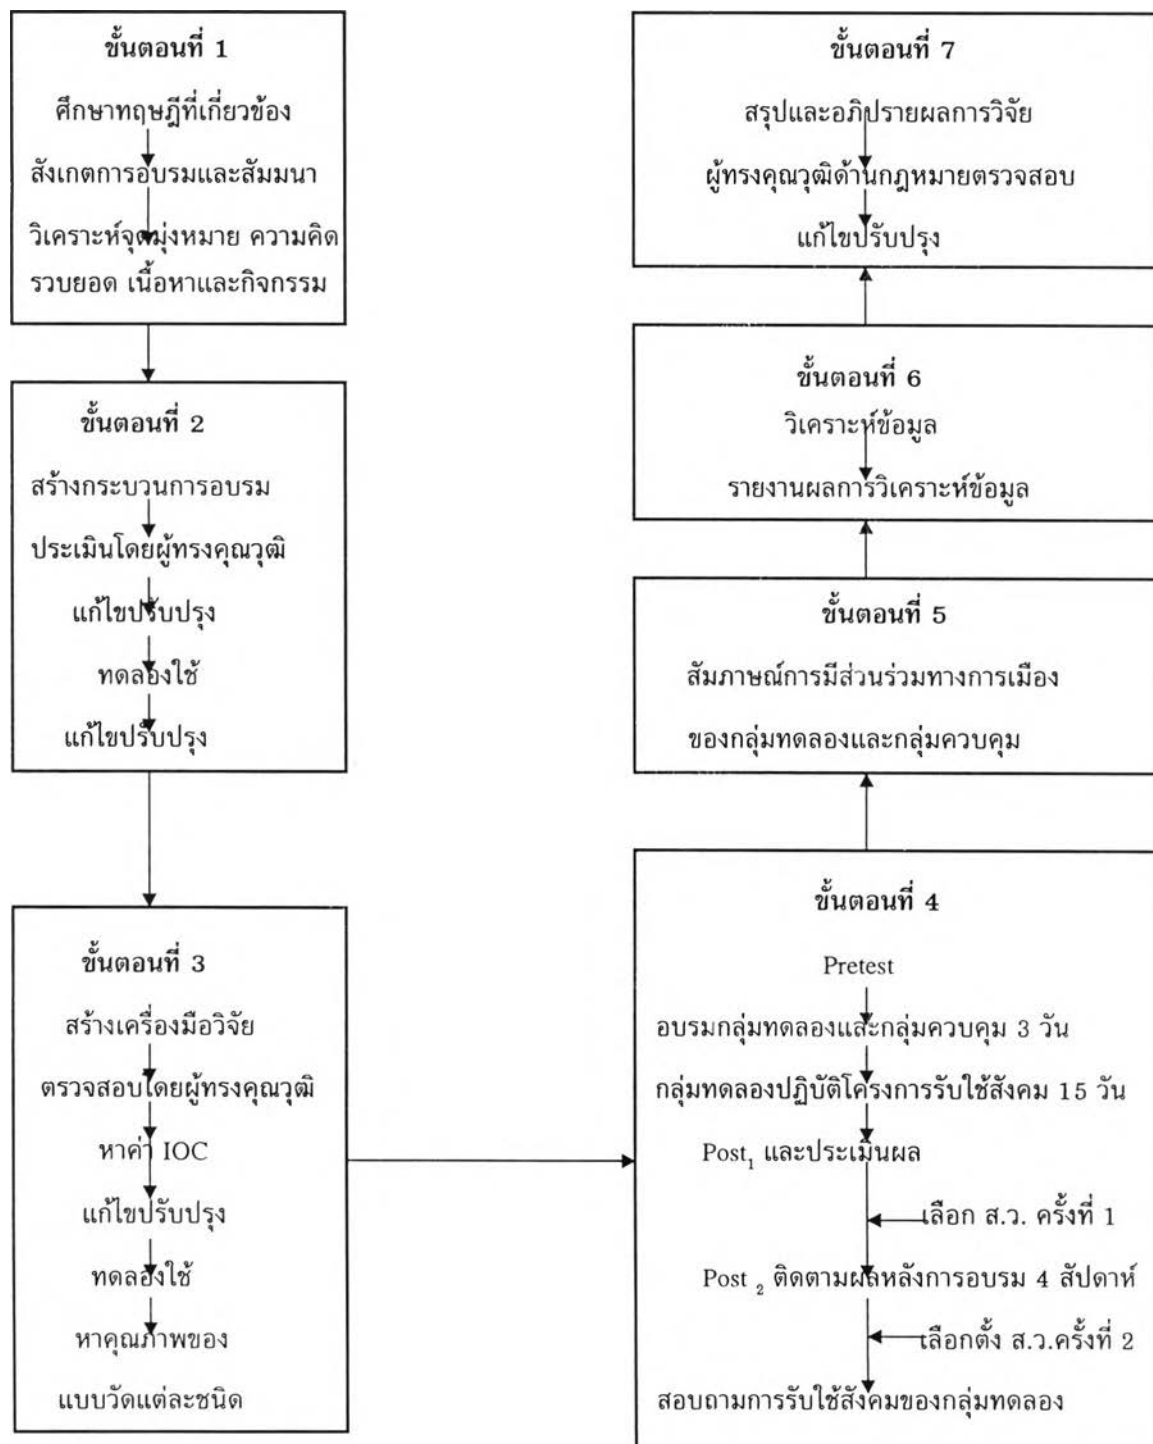 ขั้นตอนที่ 1
ศึกษาทฤษฎีที่เกี่ยวข้อง
สังเกตการอบรมและสัมมนา
วิเคราะห์จุดมุ่งหมาย ความคิด
รวบยอด เนื้อหาและกิจกรรม
ขั้นตอนที่ 2
สร้างกระบวนการอบรม
ประเมินโดยผู้ทรงคุณวุฒิ
แก้ไขปรับปรุง
ทดลองใช้
แก้ไขปรับปรุง
ขั้นตอนที่ 3
สร้างเครื่องมือวิจัย
ตรวจสอบโดยผู้ทรงคุณวุฒิ
หาค่า IOC
แก้ไขปรับปรุง
ทดลองใช้
หาคุณภาพของ
แบบวัดแต่ละชนิด
ขั้นตอนที่ 4
Pretest
อบรมกลุ่มทดลองและกลุ่มควบคุม 3 วัน
กลุ่มทดลองปฏิบัติโครงการรับใช้สังคม 15 วัน
Post₁ และประเมินผล
เลือก ส.ว. ครั้งที่ 1
Post ₂ ติดตามผลหลังการอบรม 4 สัปดาห์
เลือกตั้ง ส.ว.ครั้งที่ 2
สอบถามการรับใช้สังคมของกลุ่มทดลอง
ขั้นตอนที่ 5
สัมภาษณ์การมีส่วนร่วมทางการเมือง
ของกลุ่มทดลองและกลุ่มควบคุม
ขั้นตอนที่ 6
วิเคราะห์ข้อมูล
รายงานผลการวิเคราะห์ข้อมูล
ขั้นตอนที่ 7
สรุปและอภิปรายผลการวิจัย
ผู้ทรงคุณวุฒิด้านกฎหมายตรวจสอบ
แก้ไขปรับปรุง